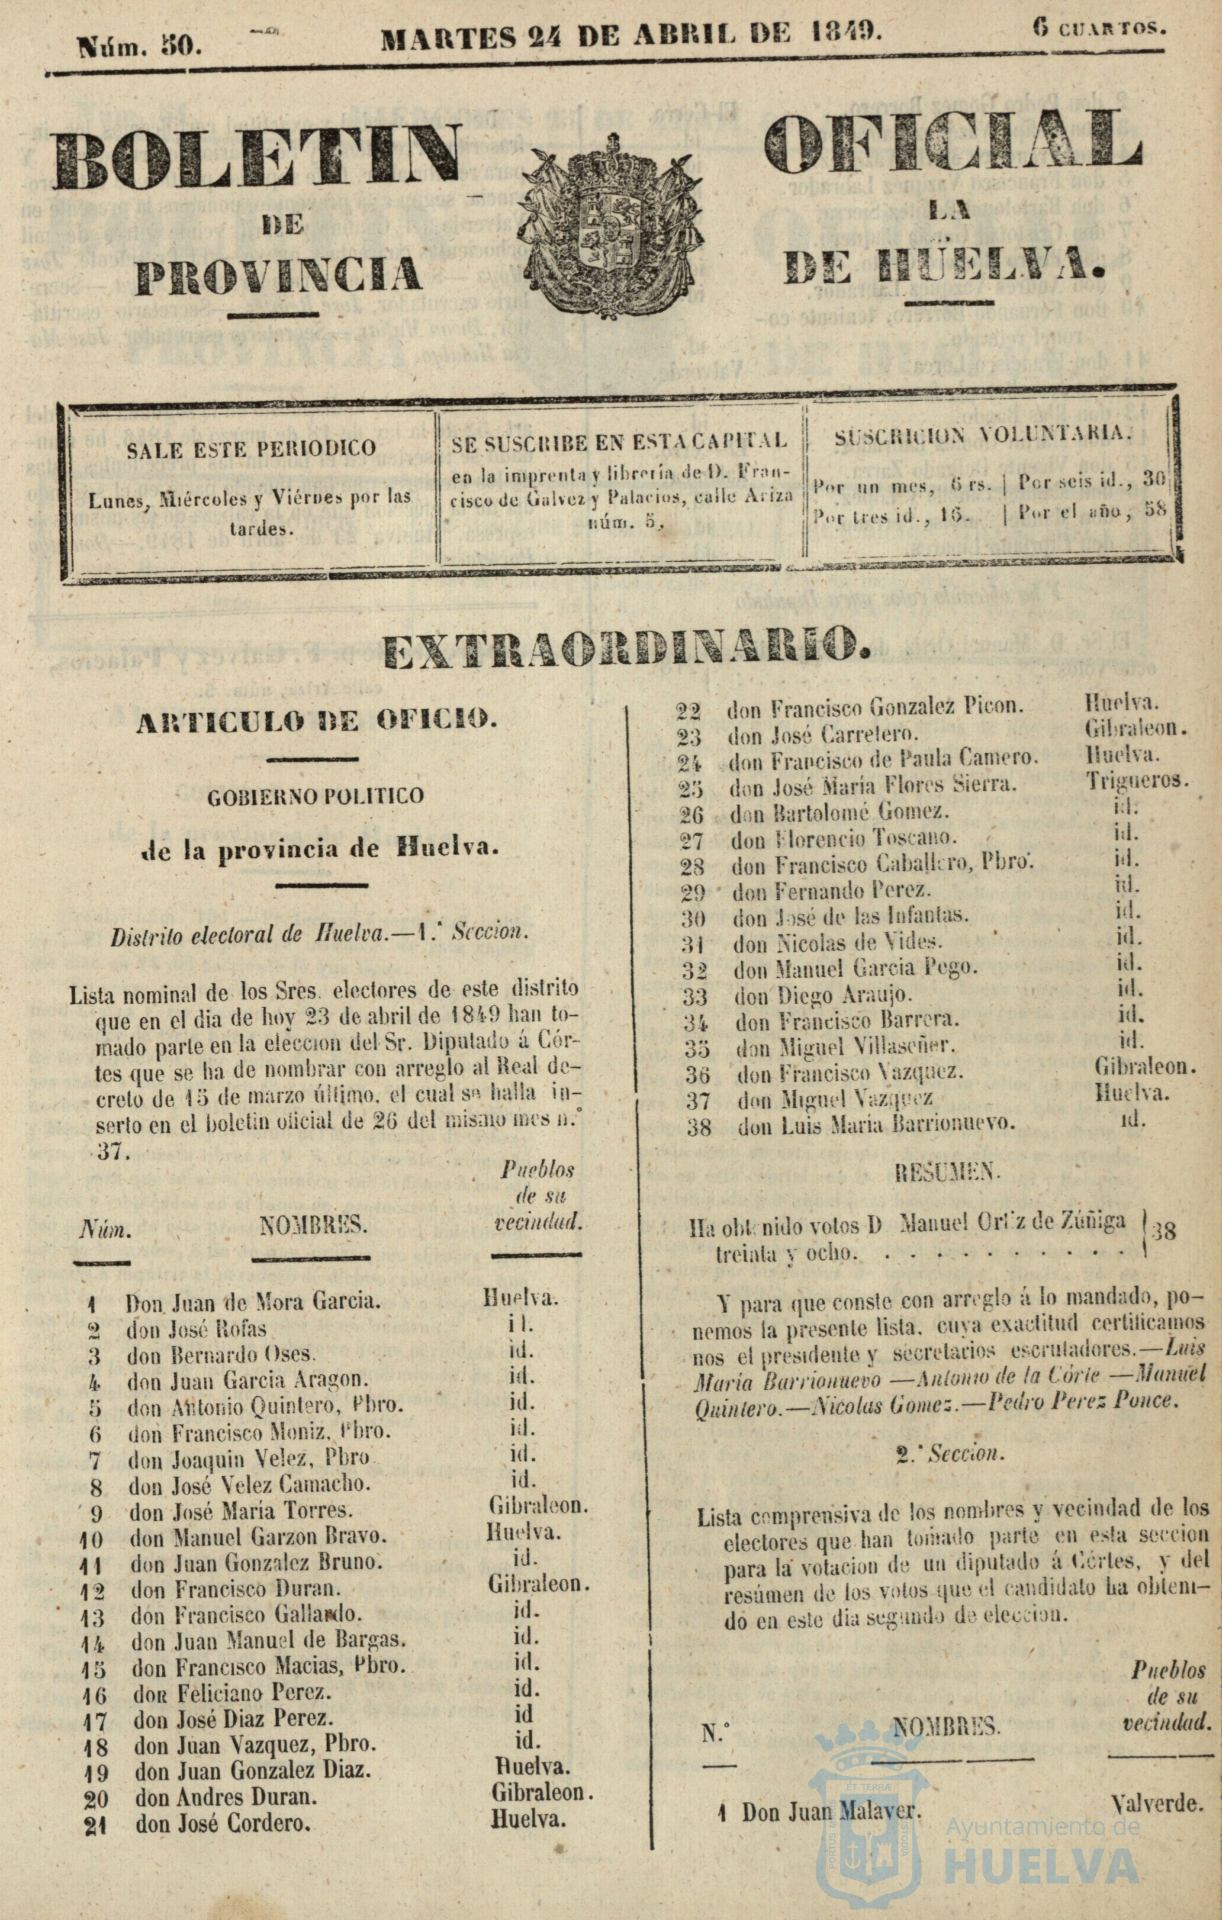 Núm. 50.
MARTES 24 DE ABRIL DE 1849.
6 CUARTOS.
BOLETIN OFICIAL
DE LA
PROVINCIA DE HUELVA.
SALE ESTE PERIODICO
Lunes, Miércoles y Viérnes por las
tardes.
SE SUSCRIBE EN ESTA CAPITAL
en la imprenta y librería de D. Fran-
cisco de Galvez y Palacios, calle Ariza
núm. 5,
SUSCRICION VOLUNTARIA.
Por un mes, 6 rs. | Por seis id., 30
Por tres id., 16. | Por el año, 58
EXTRAORDINARIO.
ARTICULO DE OFICIO.
GOBIERNO POLITICO
de la provincia de Huelva.
Distrito electoral de Huelva.—1.ª Seccion.
Lista nominal de los Sres. electores de este distrito
que en el dia de hoy 23 de abril de 1849 han to-
mado parte en la eleccion del Sr. Diputado á Cór-
tes que se ha de nombrar con arreglo al Real de-
creto de 15 de marzo último, el cual se halla in-
serto en el boletin oficial de 26 del mismo mes n.º
37.
Pueblos
de su
Núm. NOMBRES. vecindad.
1 Don Juan de Mora Garcia. Huelva.
2 don José Rofas id.
3 don Bernardo Oses. id.
4 don Juan Garcia Aragon. id.
5 don Antonio Quintero, Pbro. id.
6 don Francisco Moniz, Pbro. id.
7 don Joaquin Velez, Pbro id.
8 don José Velez Camacho. id.
9 don José María Torres. Gibraleon.
10 don Manuel Garzon Bravo. Huelva.
11 don Juan Gonzalez Bruno. id.
12 don Francisco Duran. Gibraleon.
13 don Francisco Gallardo. id.
14 don Juan Manuel de Bargas. id.
15 don Francisco Macias, Pbro. id.
16 don Feliciano Perez. id.
17 don José Diaz Perez. id
18 don Juan Vazquez, Pbro. id.
19 don Juan Gonzalez Diaz. Huelva.
20 don Andres Duran. Gibraleon.
21 don José Cordero. Huelva.
22 don Francisco Gonzalez Picon. Huelva.
23 don José Carretero. Gibraleon.
24 don Francisco de Paula Camero. Huelva.
25 don José María Flores Sierra. Trigueros.
26 don Bartolomé Gomez. id.
27 don Florencio Toscano. id.
28 don Francisco Caballero, Pbro. id.
29 don Fernando Perez. id.
30 don José de las Infantas. id.
31 don Nicolas de Vides. id.
32 don Manuel Garcia Pego. id.
33 don Diego Araujo. id.
34 don Francisco Barrera. id.
35 don Miguel Villaseñer. id.
36 don Francisco Vazquez. Gibraleon.
37 don Miguel Vazquez Huelva.
38 don Luis Maria Barrionuevo. id.
RESUMEN.
Ha obtenido votos D Manuel Ortiz de Zúñiga
treinta y ocho. . . . . . . . . . . 38
Y para que conste con arreglo á lo mandado, po-
nemos la presente lista, cuya exactitud certificamos
nos el presidente y secretarios escrutadores.—Luis
María Barrionuevo —Antonio de la Córte —Manuel
Quintero.—Nicolas Gomez.—Pedro Perez Ponce.
2.ª Seccion.
Lista comprensiva de los nombres y vecindad de los
electores que han tomado parte en esta seccion
para la votacion de un diputado á Córtes, y del
resúmen de los votos que el candidato ha obteni-
do en este dia segundo de eleccion.
Pueblos
de su
N.º NOMBRES. vecindad.
1 Don Juan Malaver. Valverde.
Ayuntamiento de
HUELVA